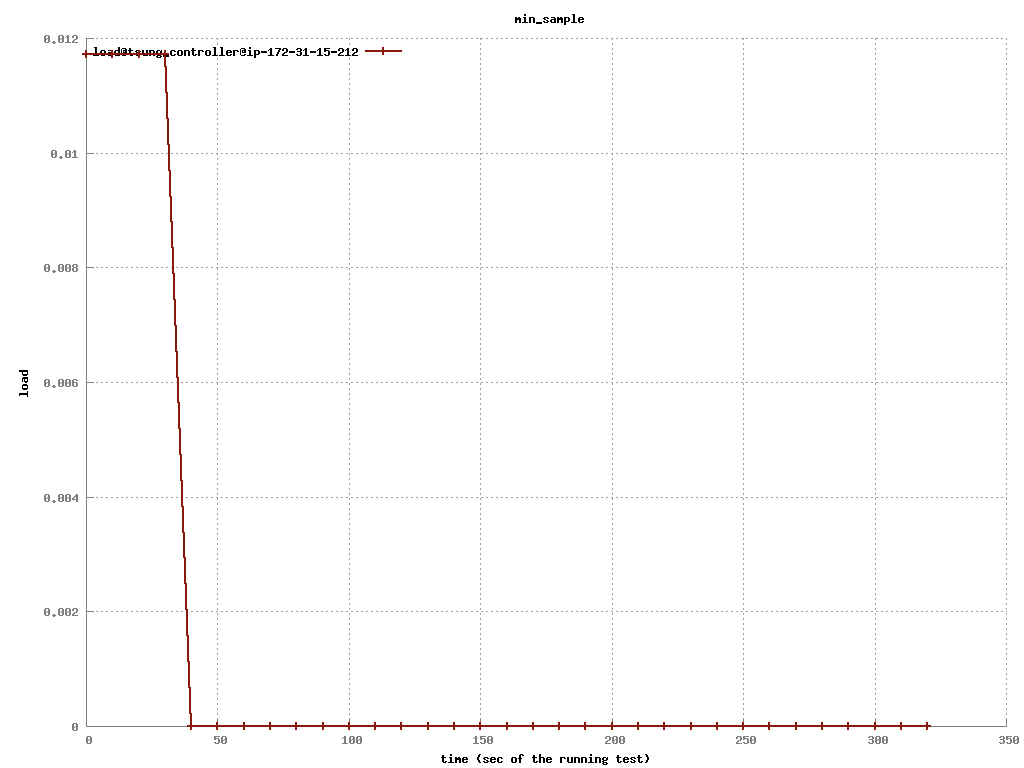 min_sample
load@tsung_controller@ip-172-31-15-212
0.012
0.01
0.008
0.006
0.004
0.002
0
load
0 50 100 150 200 250 300 350
time (sec of the running test)